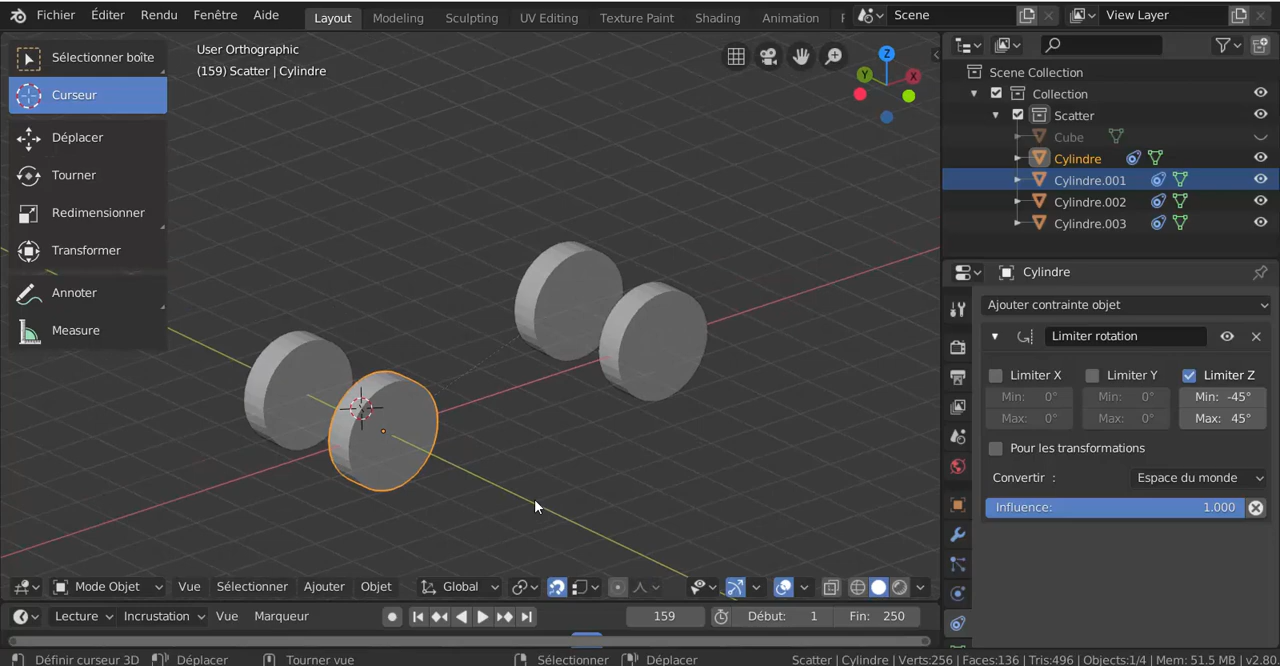 Fichier Éditer Rendu Fenêtre Aide Layout Modeling Sculpting UV Editing Texture Paint Shading Animation Scene View Layer
Sélectionner boîte
Curseur
Déplacer
Tourner
Redimensionner
Transformer
Annoter
Measure
User Orthographic
(159) Scatter | Cylindre
Z
Y
X
Scene Collection
Collection
Scatter
Cube
Cylindre
Cylindre.001
Cylindre.002
Cylindre.003
Cylindre
Ajouter contrainte objet
Limiter rotation
Limiter X Limiter Y Limiter Z
Min: 0° Min: 0° Min: -45°
Max: 0° Max: 0° Max: 45°
Pour les transformations
Convertir : Espace du monde
Influence: 1.000
Mode Objet Vue Sélectionner Ajouter Objet Global
Lecture Incrustation Vue Marqueur 159 Début: 1 Fin: 250
Définir curseur 3D Déplacer Tourner vue Sélectionner Déplacer Scatter | Cylindre | Verts:256 | Faces:136 | Tris:496 | Objects:1/4 | Mem: 51.5 MB | v2.80